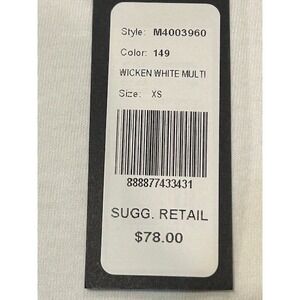 Style: M4003960
Color: 149
WICKEN WHITE MULTI
Size: XS
888877433431
SUGG. RETAIL
$78.00